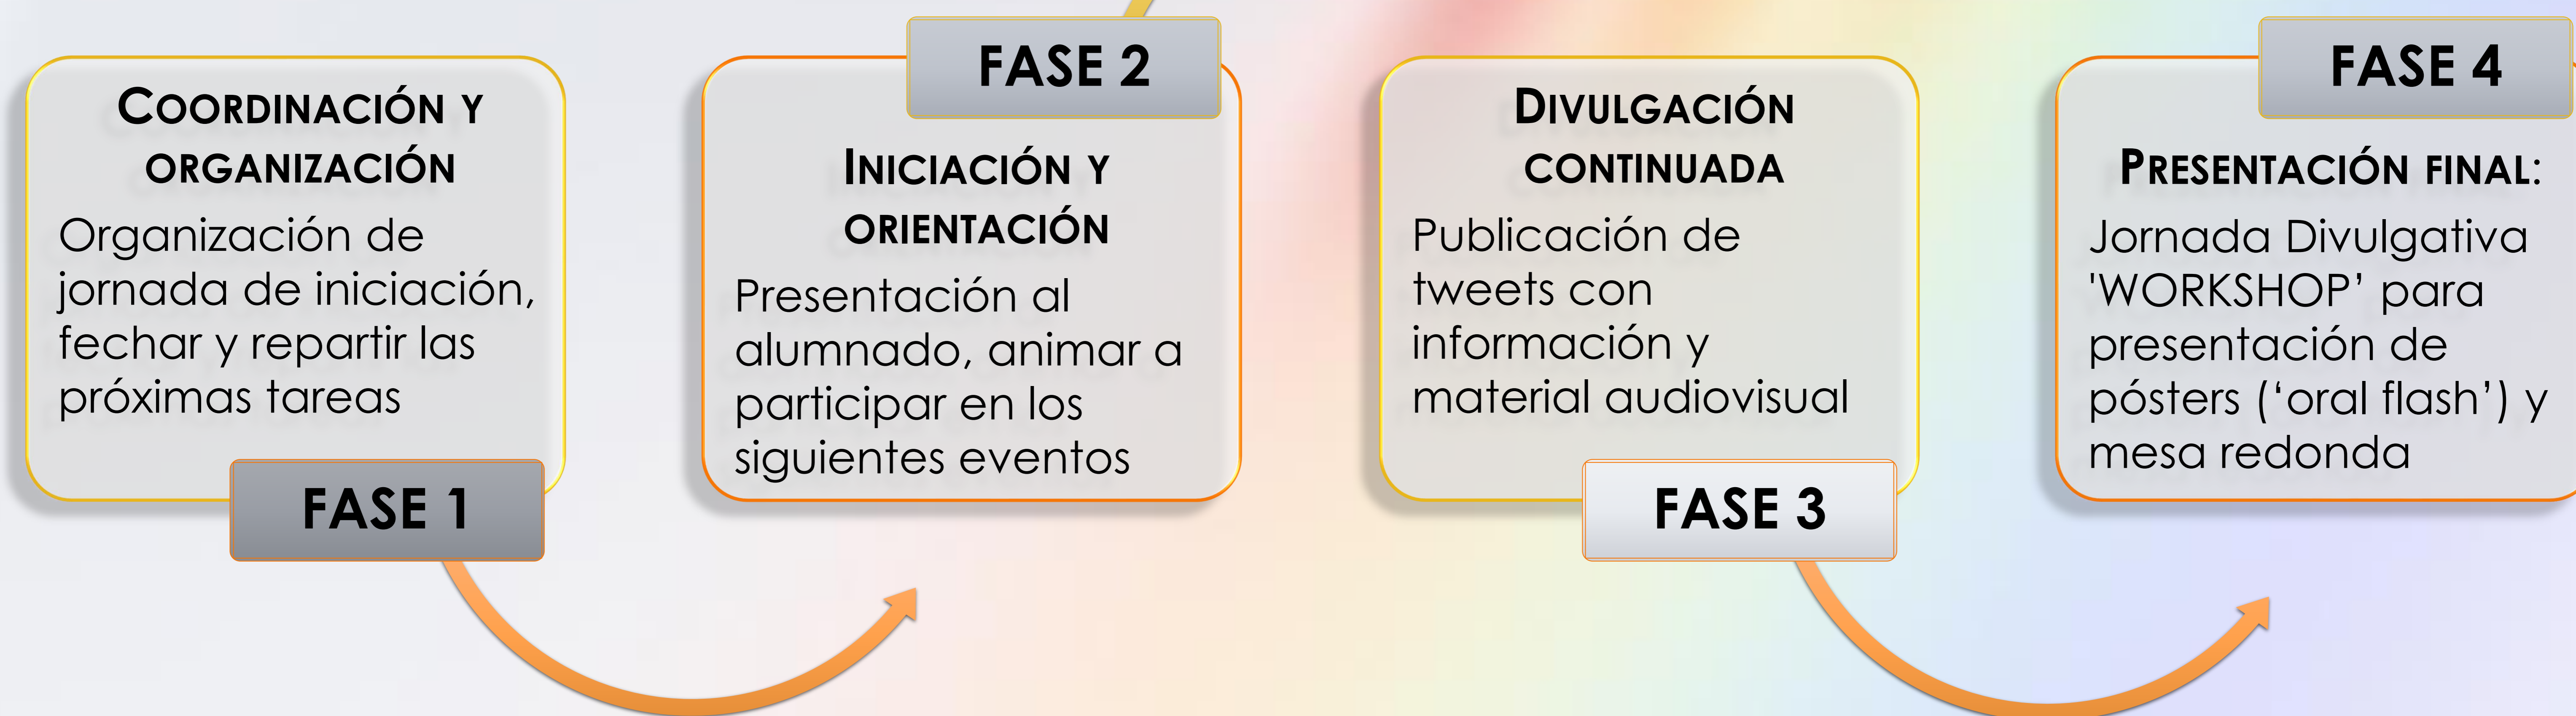 COORDINACIÓN Y
ORGANIZACIÓN
Organización de
jornada de iniciación,
fechar y repartir las
próximas tareas
FASE 1
FASE 2
INICIACIÓN Y
ORIENTACIÓN
Presentación al
alumnado, animar a
participar en los
siguientes eventos
DIVULGACIÓN
CONTINUADA
Publicación de
tweets con
información y
material audiovisual
FASE 3
FASE 4
PRESENTACIÓN FINAL:
Jornada Divulgativa
'WORKSHOP’ para
presentación de
pósters (‘oral flash’) y
mesa redonda